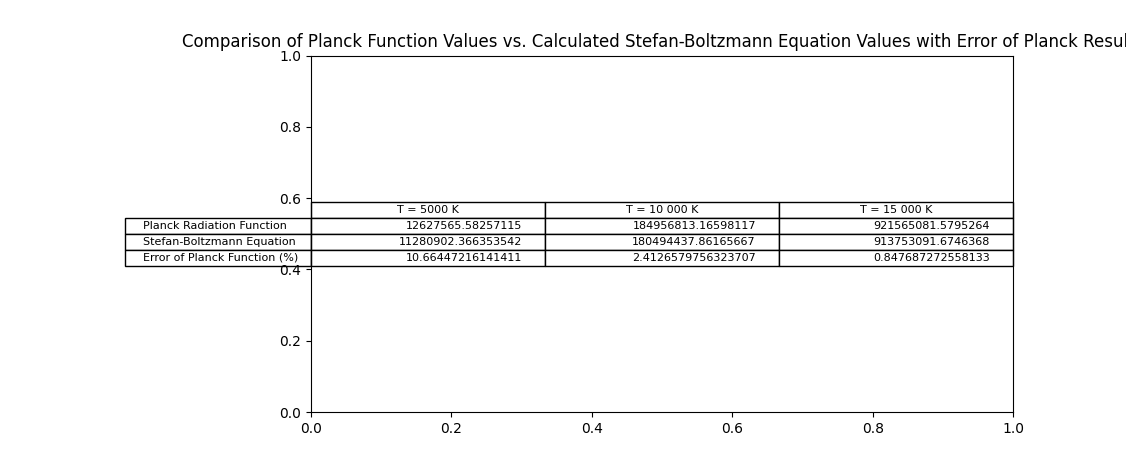 Comparison of Planck Function Values vs. Calculated Stefan-Boltzmann Equation Values with Error of Planck Resul
1.0
0.8
0.6
T = 5000 K T = 10 000 K T = 15 000 K
Planck Radiation Function 12627565.58257115 184956813.16598117 921565081.5795264
Stefan-Boltzmann Equation 11280902.366353542 180494437.86165667 913753091.6746368
Error of Planck Function (%) 10.66447216141411 2.4126579756323707 0.847687272558133
0.4
0.2
0.0
0.0 0.2 0.4 0.6 0.8 1.0